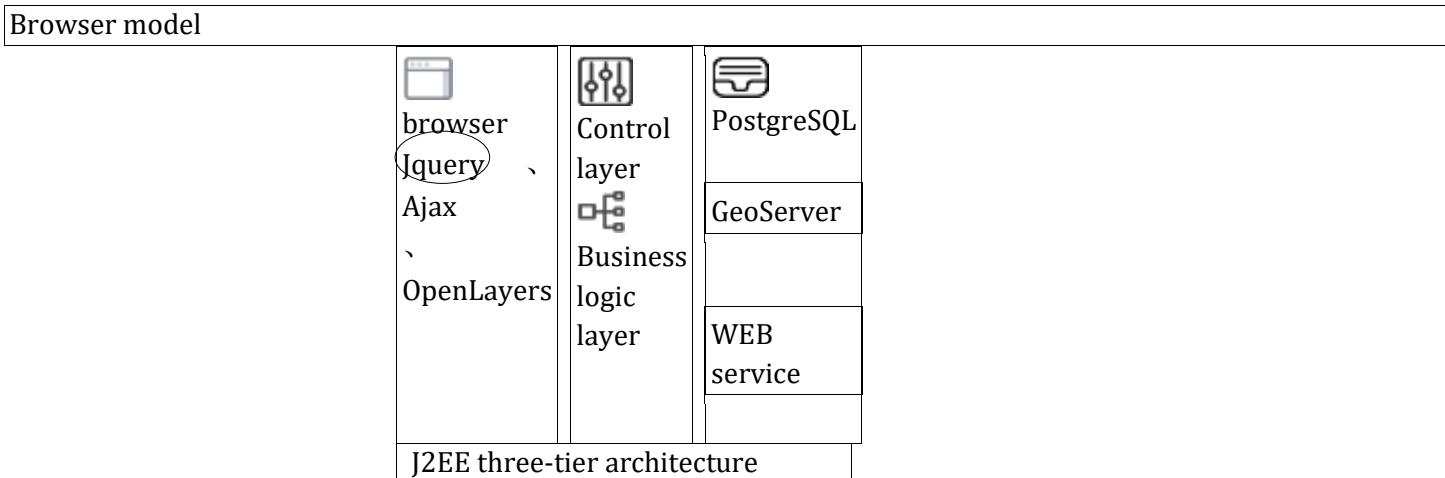 Browser model
browser
Jquery 、
Ajax
、
OpenLayers
Control
layer
Business
logic
layer
PostgreSQL
GeoServer
WEB
service
J2EE three-tier architecture